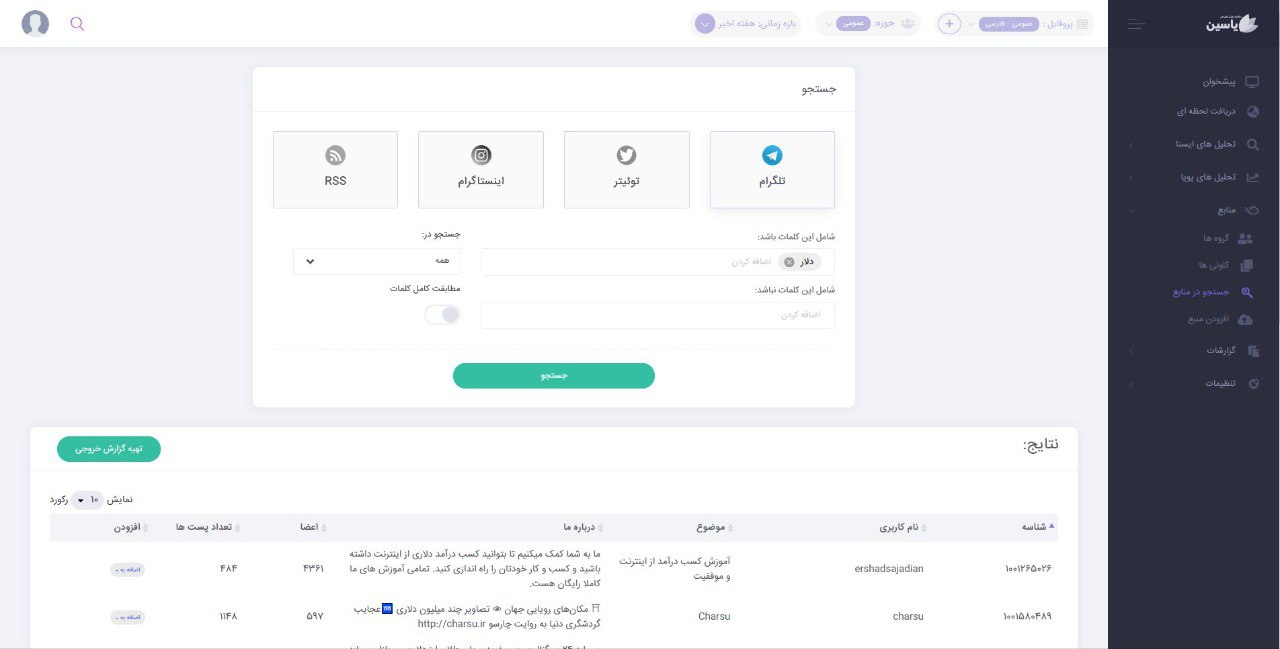 یاسین
پروفایل : عمومی - فارسی
حوزه: عمومی
بازه زمانی: هفته اخیر
پیشخوان
دریافت لحظه ای
تحلیل های ایستا
تحلیل های پویا
منابع
گروه ها
کلونی ها
جستجو در منابع
افزودن منبع
گزارشات
تنظیمات
جستجو
تلگرام
توئیتر
اینستاگرام
RSS
شامل این کلمات باشد:
دلار اضافه کردن
جستجو در:
همه
شامل این کلمات نباشد:
اضافه کردن
مطابقت کامل کلمات
جستجو
نتایج:
تهیه گزارش خروجی
نمایش ۱۰ رکورد
شناسه نام کاربری موضوع درباره ما اعضا تعداد پست ها افزودن
۱۰۰۱۲۶۵۰۲۶
ershadsajadian
آموزش کسب درآمد از اینترنت
و موفقیت
ما به شما کمک میکنیم تا بتوانید کسب درآمد دلاری از اینترنت داشته
باشید و کسب و کار خودتان را راه اندازی کنید. تمامی آموزش های ما
کاملا رایگان هست.
۴۳۶۱
۴۸۴
اضافه به
۱۰۰۱۵۸۰۴۸۹
charsu
Charsu
⛩ مکان‌های رویایی جهان 👁 تصاویر چند میلیون دلاری عجایب
گردشگری دنیا به روایت چارسو http://charsu.ir
۵۹۷
۱۱۴۸
اضافه به